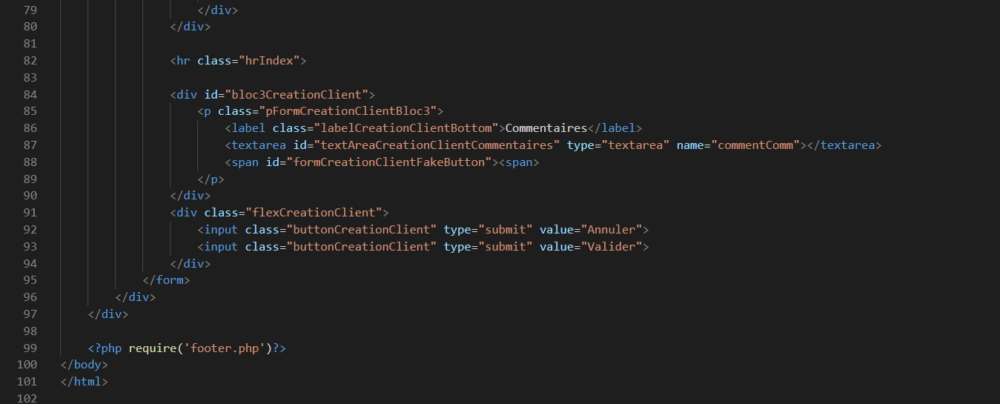 79 </div>
80 </div>
81
82 <hr class="hrIndex">
83
84 <div id="bloc3CreationClient">
85 <p class="pFormCreationClientBloc3">
86 <label class="labelCreationClientBottom">Commentaires</label>
87 <textarea id="textAreaCreationClientCommentaires" type="textarea" name="commentComm"></textarea>
88 <span id="formCreationClientFakeButton"><span>
89 </p>
90 </div>
91 <div class="flexCreationClient">
92 <input class="buttonCreationClient" type="submit" value="Annuler">
93 <input class="buttonCreationClient" type="submit" value="Valider">
94 </div>
95 </form>
96 </div>
97 </div>
98
99 <?php require('footer.php')?>
100 </body>
101 </html>
102